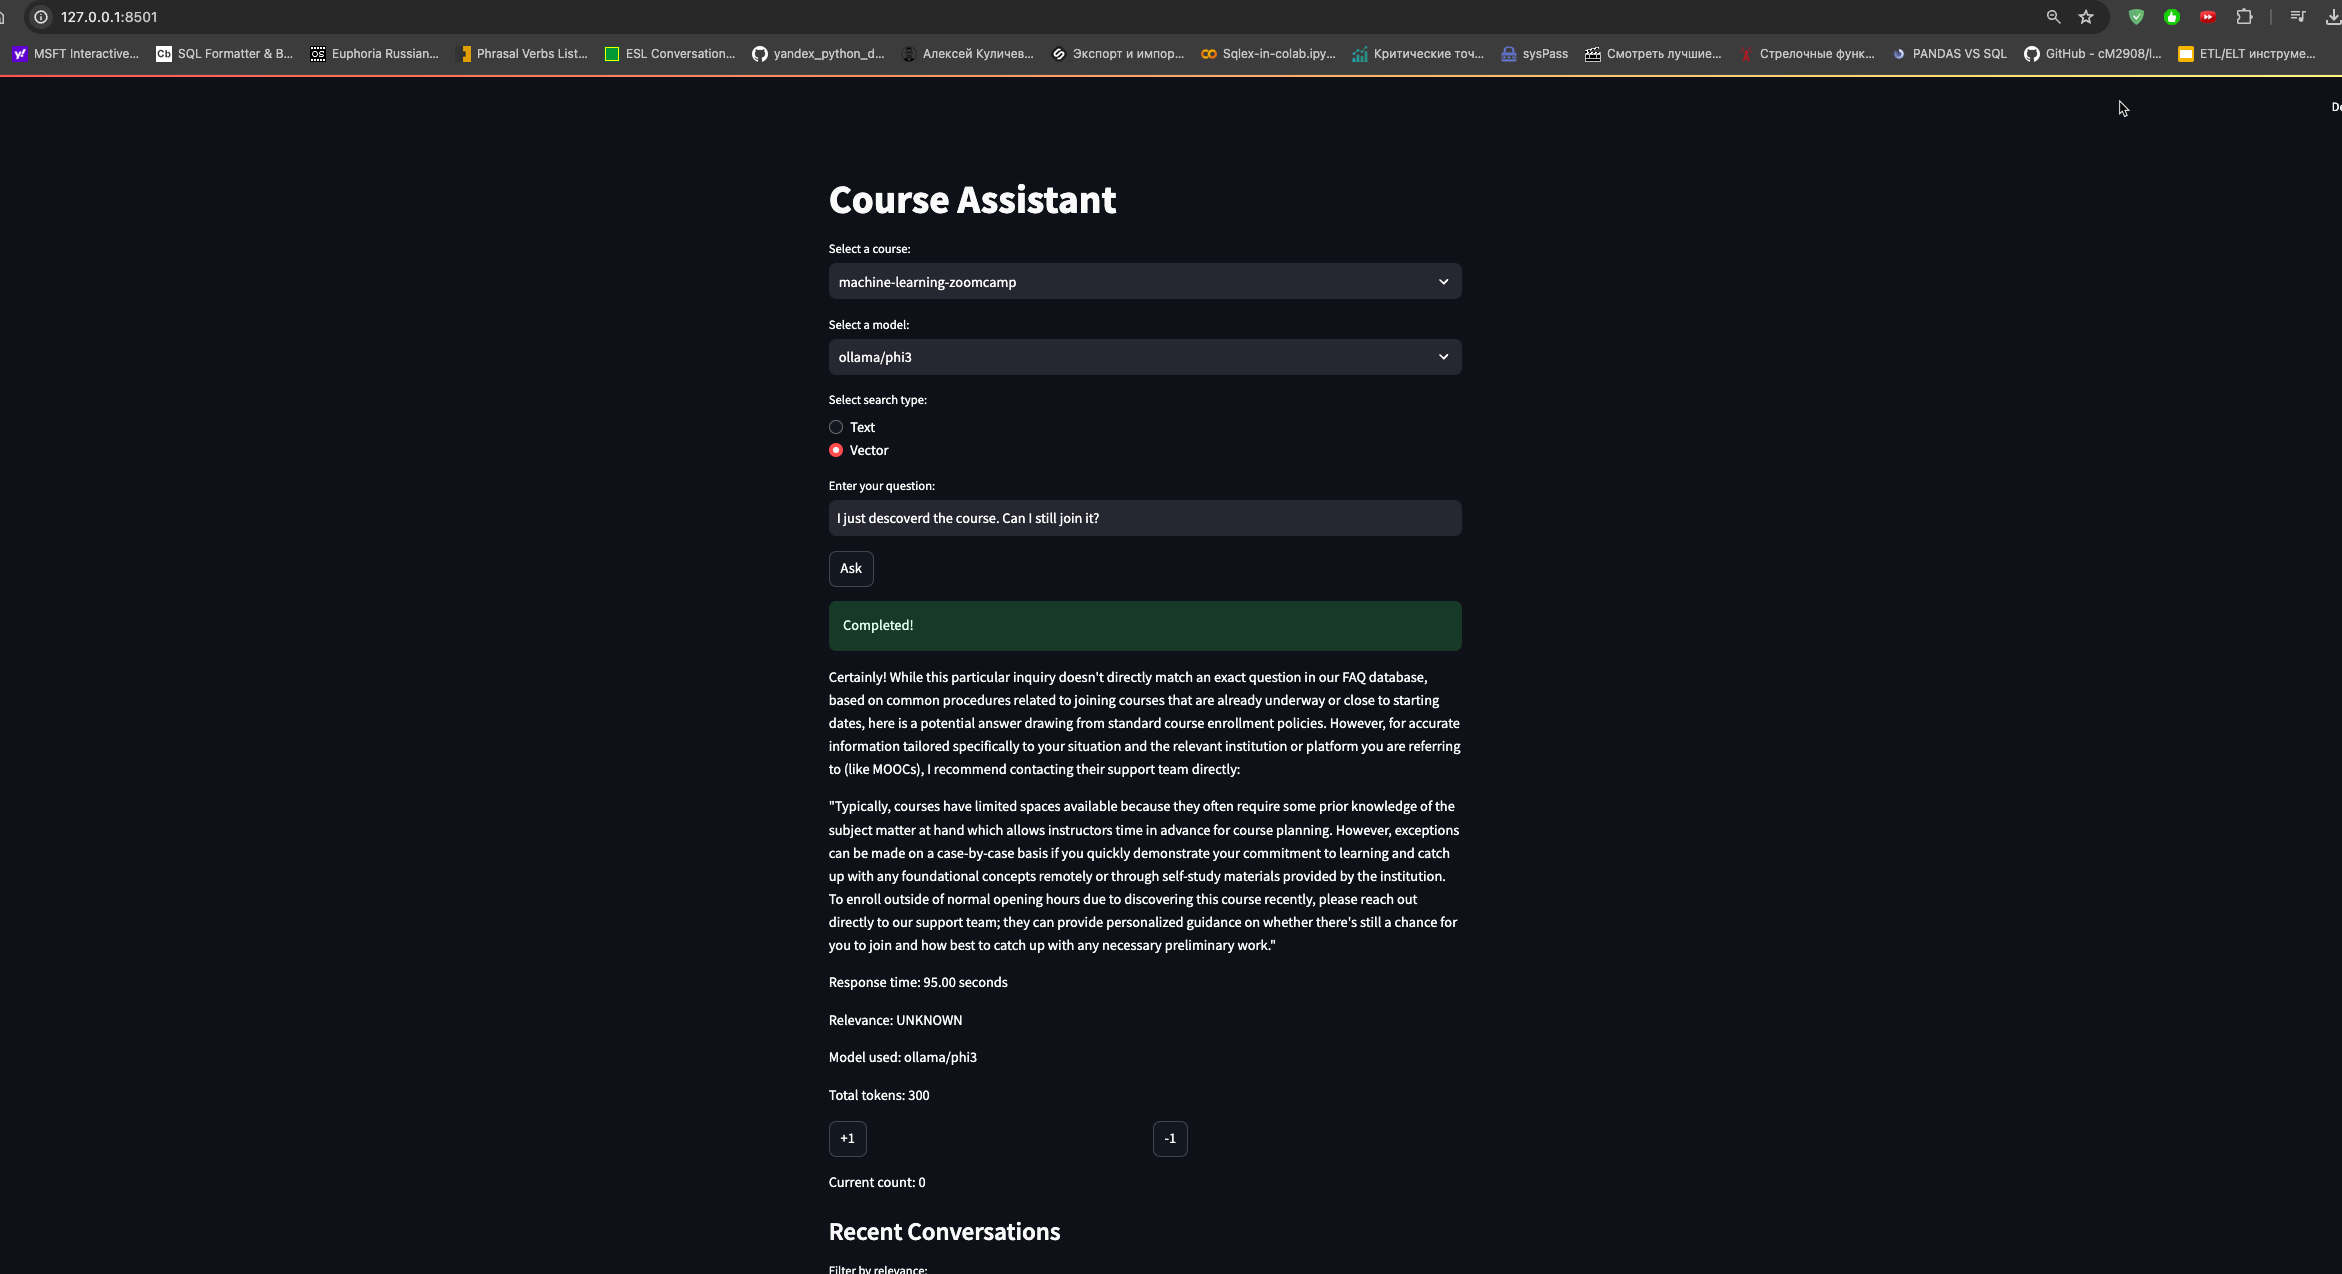 127.0.0.1:8501
MSFT Interactive... SQL Formatter & B... Euphoria Russian... Phrasal Verbs List... ESL Conversation... yandex_python_d... Алексей Куличев... Экспорт и импор... Sqlex-in-colab.ipy... Критические точ... sysPass Смотреть лучшие... Стрелочные функ... PANDAS VS SQL GitHub - cM2908/l... ETL/ELT инструме...
De
Course Assistant
Select a course:
machine-learning-zoomcamp
Select a model:
ollama/phi3
Select search type:
Text
Vector
Enter your question:
I just descoverd the course. Can I still join it?
Ask
Completed!
Certainly! While this particular inquiry doesn't directly match an exact question in our FAQ database,
based on common procedures related to joining courses that are already underway or close to starting
dates, here is a potential answer drawing from standard course enrollment policies. However, for accurate
information tailored specifically to your situation and the relevant institution or platform you are referring
to (like MOOCs), I recommend contacting their support team directly:
"Typically, courses have limited spaces available because they often require some prior knowledge of the
subject matter at hand which allows instructors time in advance for course planning. However, exceptions
can be made on a case-by-case basis if you quickly demonstrate your commitment to learning and catch
up with any foundational concepts remotely or through self-study materials provided by the institution.
To enroll outside of normal opening hours due to discovering this course recently, please reach out
directly to our support team; they can provide personalized guidance on whether there's still a chance for
you to join and how best to catch up with any necessary preliminary work."
Response time: 95.00 seconds
Relevance: UNKNOWN
Model used: ollama/phi3
Total tokens: 300
+1 -1
Current count: 0
Recent Conversations
Filter by relevance: